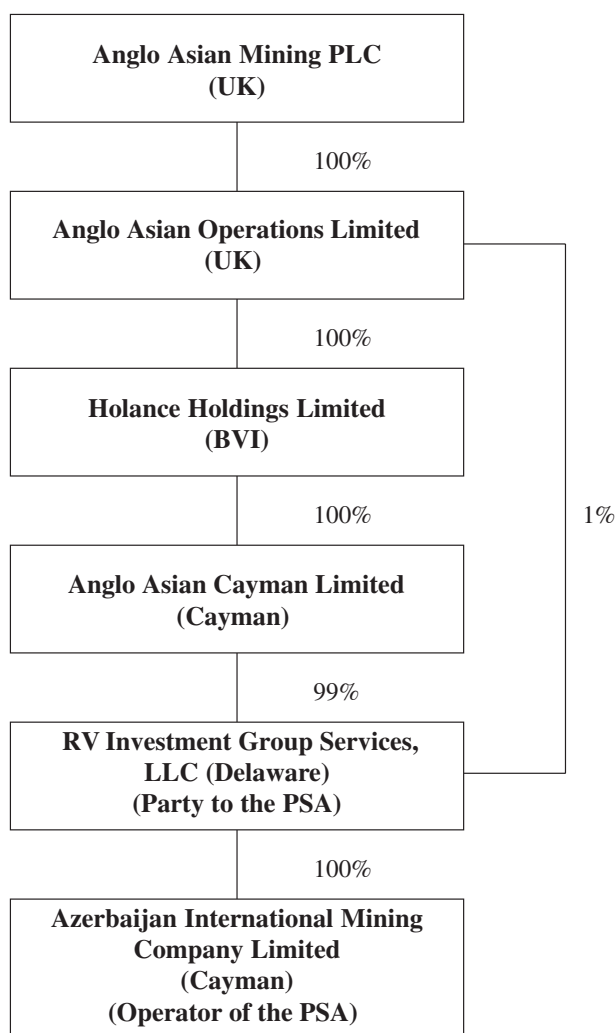 Anglo Asian Mining PLC
(UK)
100%
Anglo Asian Operations Limited
(UK)
100%
Holance Holdings Limited
(BVI)
100%
1%
Anglo Asian Cayman Limited
(Cayman)
99%
RV Investment Group Services,
LLC (Delaware)
(Party to the PSA)
100%
Azerbaijan International Mining
Company Limited
(Cayman)
(Operator of the PSA)